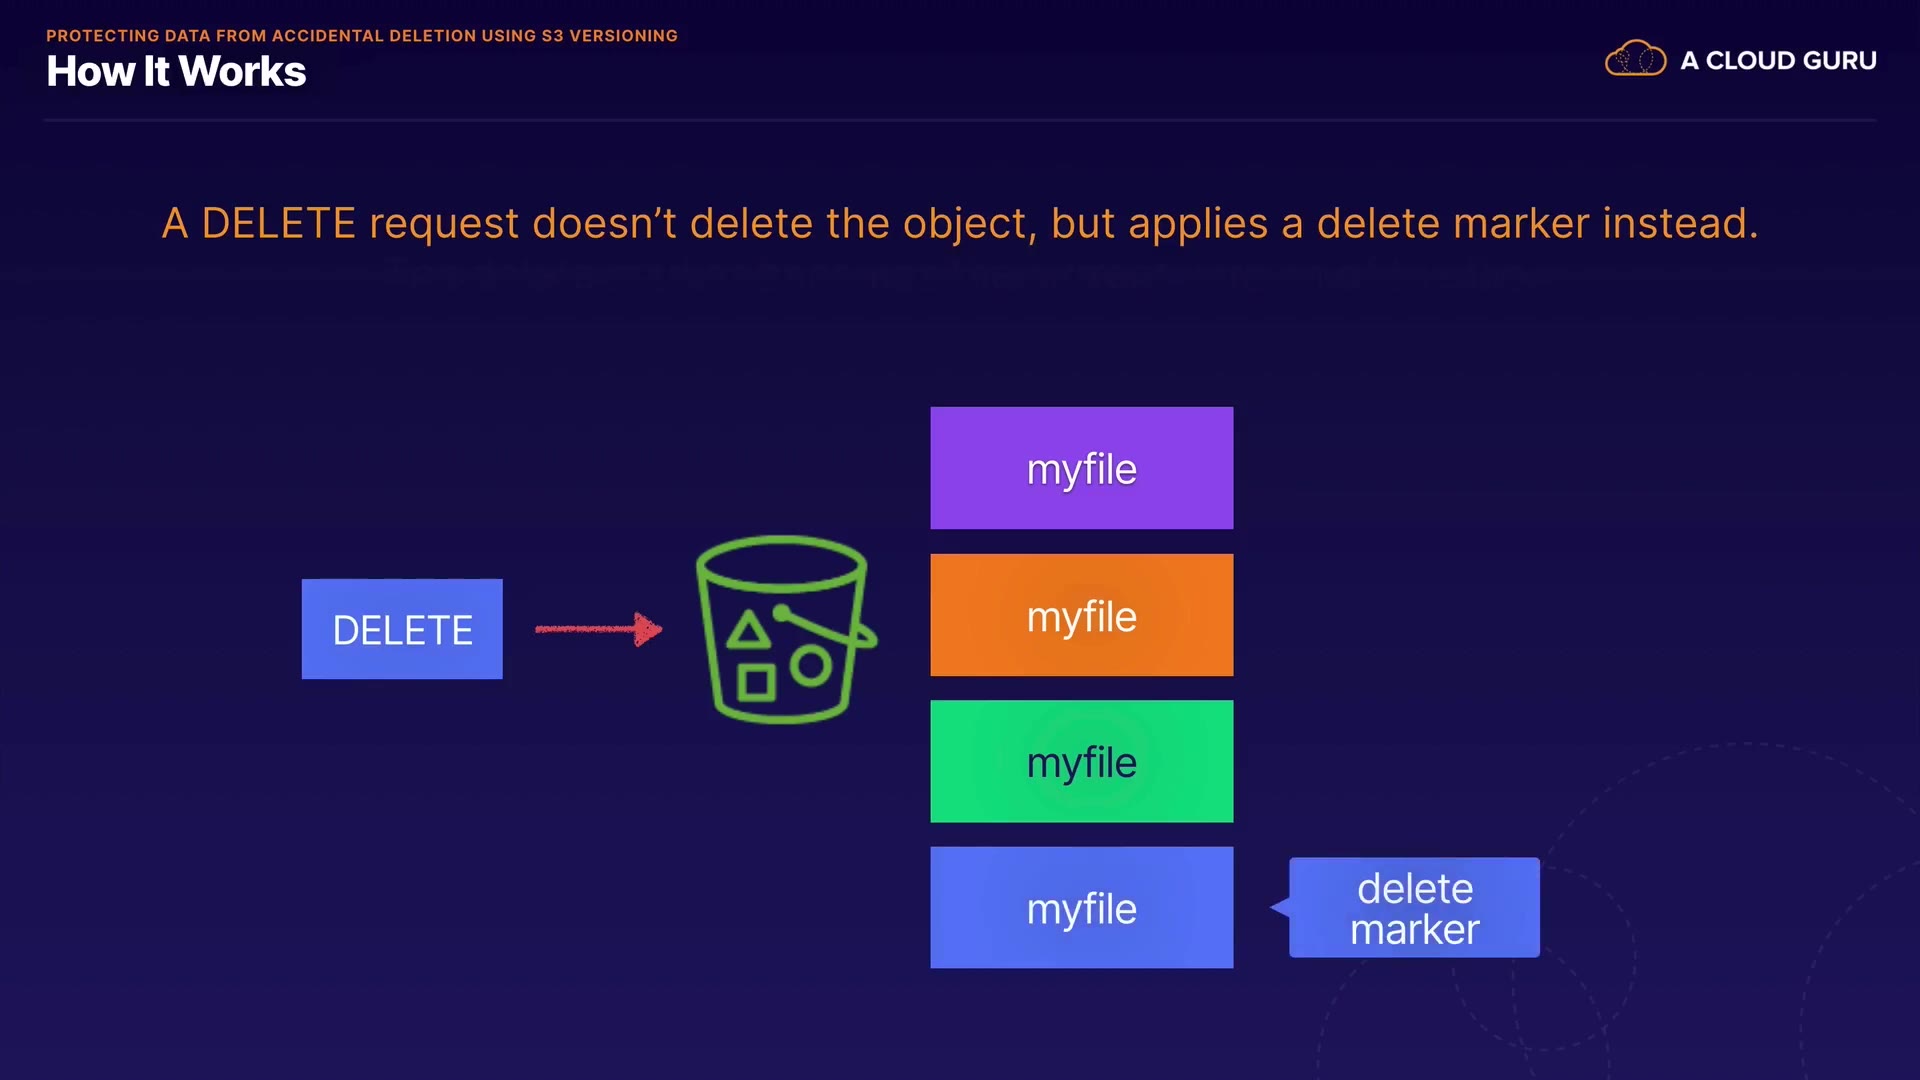 PROTECTING DATA FROM ACCIDENTAL DELETION USING S3 VERSIONING
How It Works
A CLOUD GURU
A DELETE request doesn’t delete the object, but applies a delete marker instead.
myfile
myfile
DELETE
myfile
myfile
delete
marker